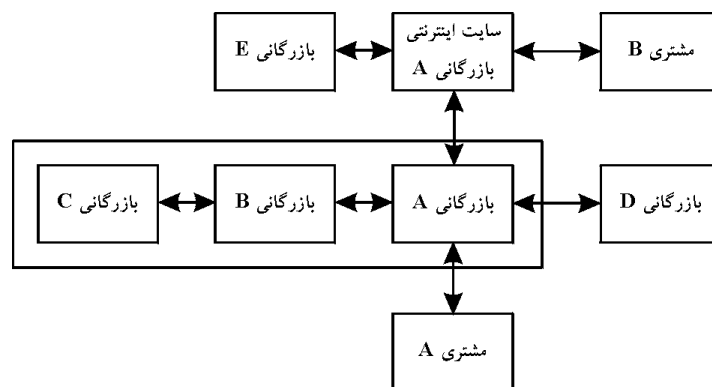 مشتری B
سایت اینترنتی
بازرگانی A
بازرگانی E
بازرگانی D
بازرگانی A
بازرگانی B
بازرگانی C
مشتری A